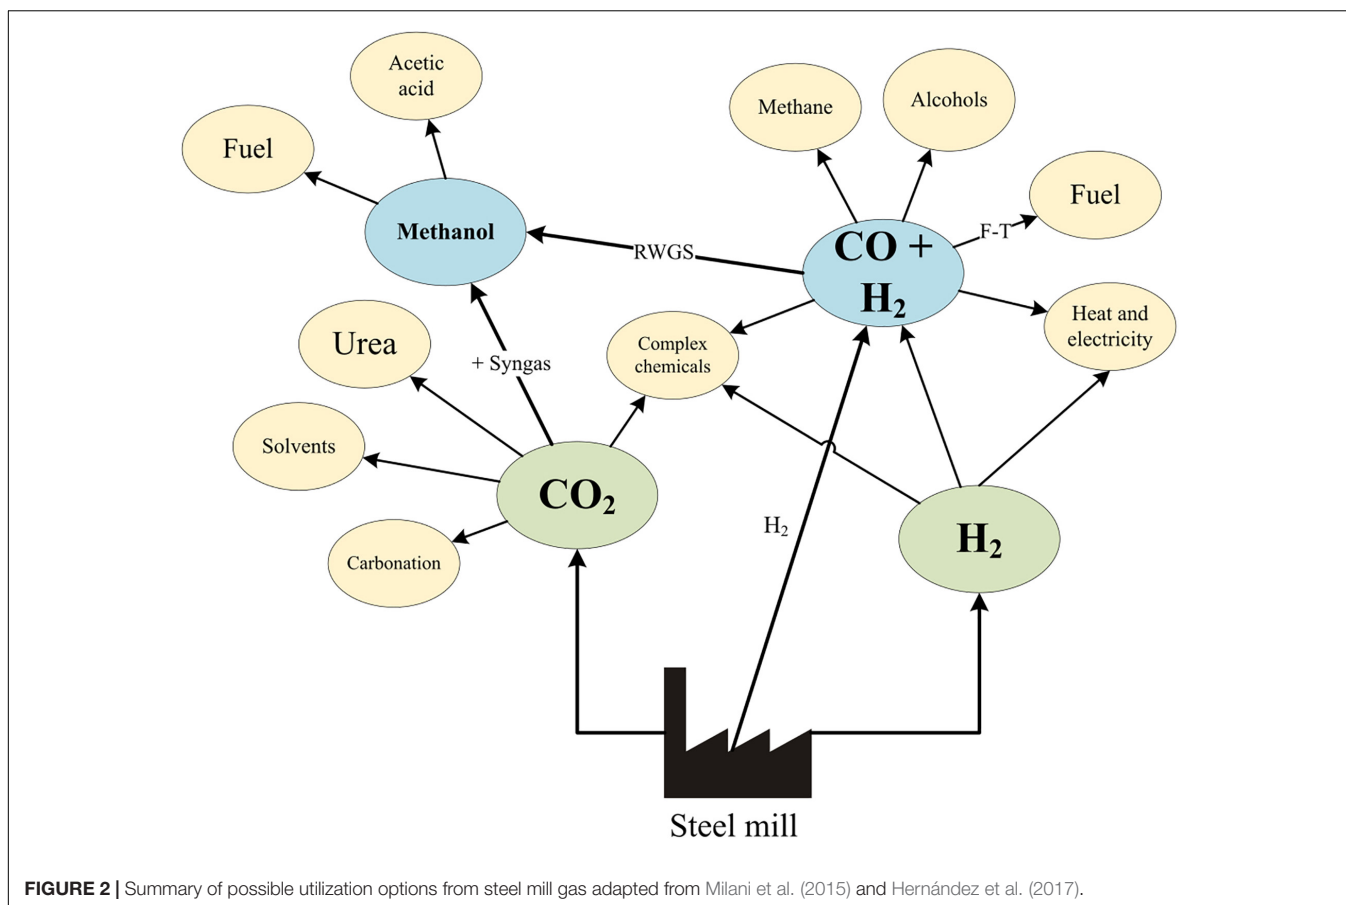 Acetic
acid
Methane
Alcohols
Fuel
Fuel
Methanol
CO +
H₂
F-T
RWGS
Urea
+ Syngas
Complex
chemicals
Heat and
electricity
Solvents
CO₂
H₂
H₂
Carbonation
Steel mill
FIGURE 2 | Summary of possible utilization options from steel mill gas adapted from Milani et al. (2015) and Hernández et al. (2017).